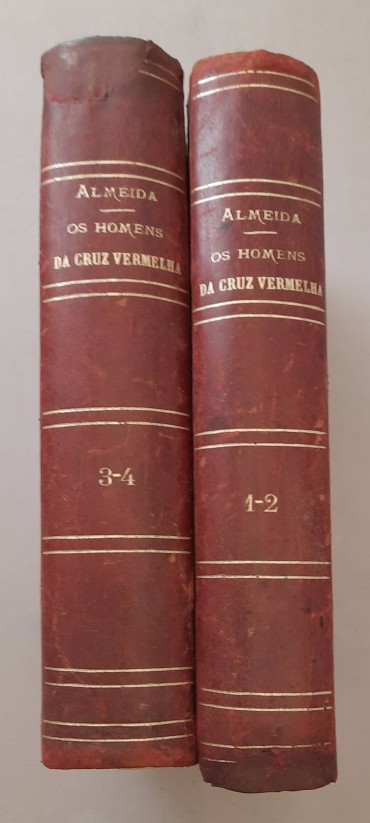 ALMEIDA
OS HOMENS
DA CRUZ VERMELHA
3-4
ALMEIDA
OS HOMENS
DA CRUZ VERMELHA
1-2